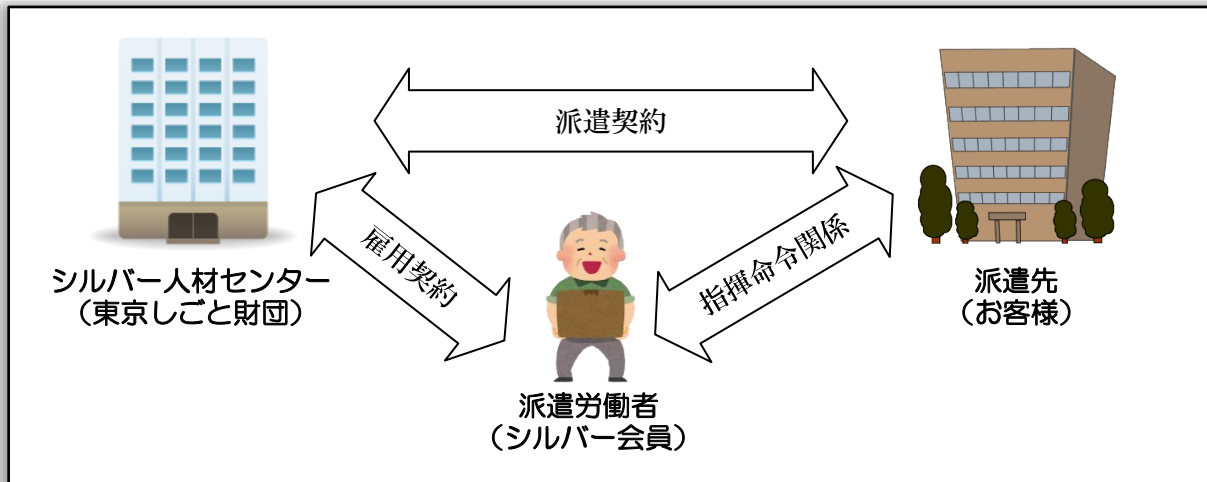 派遣契約
雇用契約
指揮命令関係
シルバー人材センター
（東京しごと財団）
派遣先
（お客様）
派遣労働者
（シルバー会員）